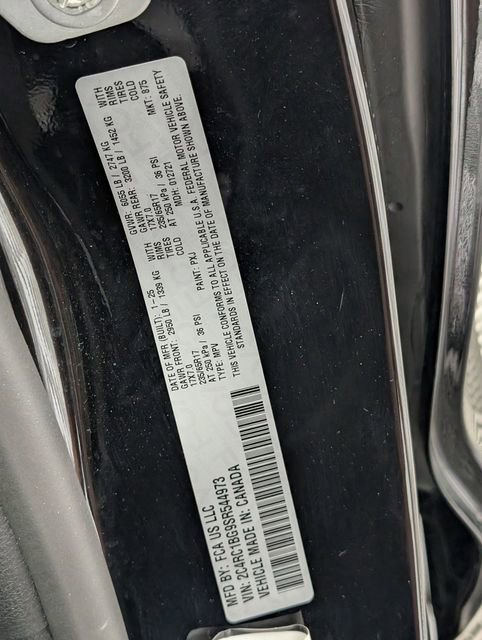 MFD BY: FCA US LLC
VIN: 2C4RC1BG9SR544973
VEHICLE MADE IN: CANADA
DATE OF MFR (BUILT): 1-25
GVWR: 6055 LB / 2747 KG
GAWR FRONT: 2950 LB / 1339 KG WITH
17X7.0 RIMS
235/65R17 TIRES
AT 250 kPa / 36 PSI COLD
GAWR REAR: 3200 LB / 1452 KG WITH
17X7.0 RIMS
235/65R17 TIRES
AT 250 kPa / 36 PSI COLD
TYPE: MPV PAINT: PXJ MDH: 012721 MKT: 875
THIS VEHICLE CONFORMS TO ALL APPLICABLE U.S.A. FEDERAL MOTOR VEHICLE SAFETY
STANDARDS IN EFFECT ON THE DATE OF MANUFACTURE SHOWN ABOVE.